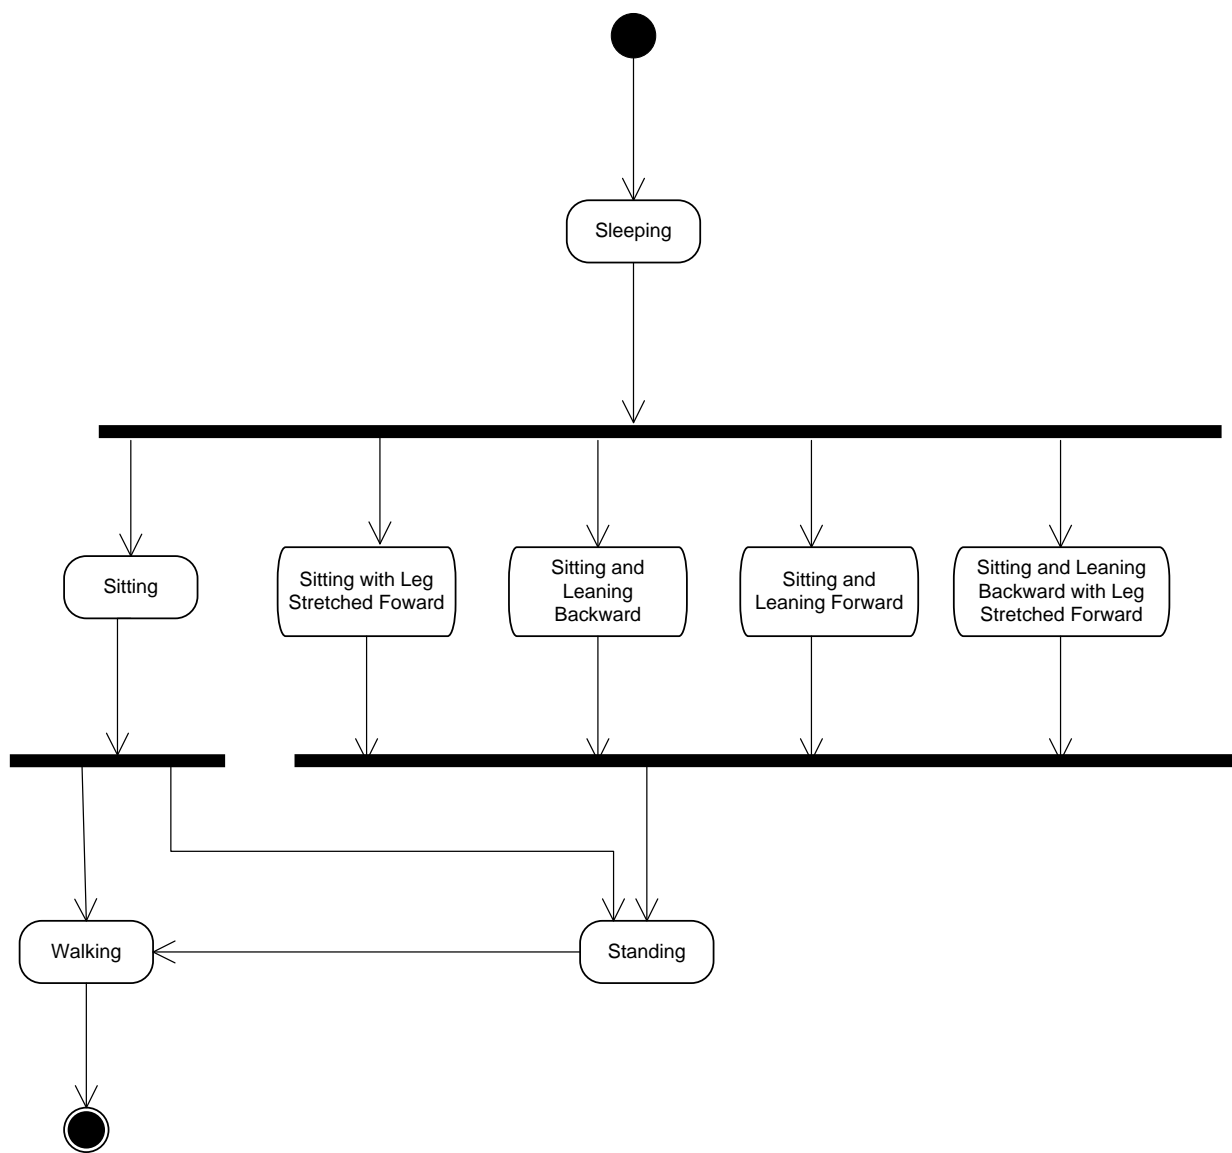 Sleeping
Sitting
Sitting with Leg
Stretched Foward
Sitting and
Leaning
Backward
Sitting and
Leaning Forward
Sitting and Leaning
Backward with Leg
Stretched Forward
Walking
Standing